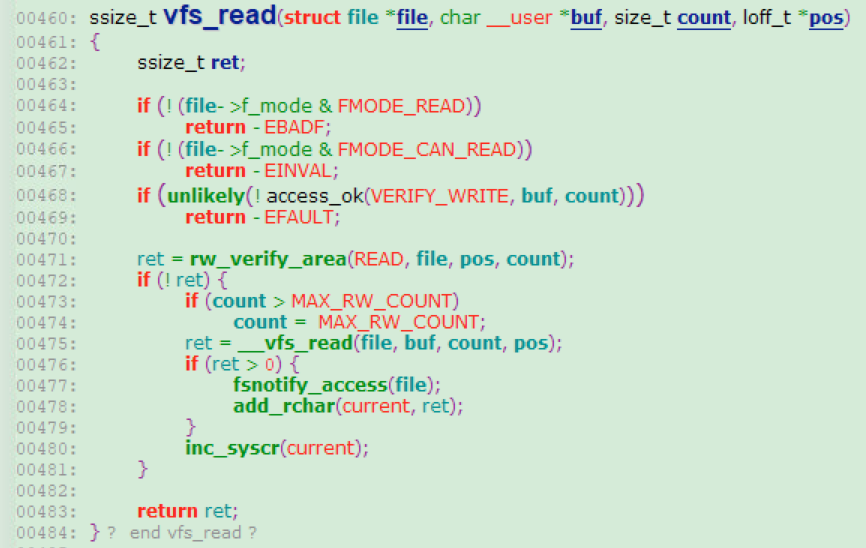 00460: ssize_t vfs_read(struct file *file, char __user *buf, size_t count, loff_t *pos)
00461: {
00462: ssize_t ret;
00463:
00464: if (! (file- >f_mode & FMODE_READ))
00465: return - EBADF;
00466: if (! (file- >f_mode & FMODE_CAN_READ))
00467: return - EINVAL;
00468: if (unlikely(! access_ok(VERIFY_WRITE, buf, count)))
00469: return - EFAULT;
00470:
00471: ret = rw_verify_area(READ, file, pos, count);
00472: if (! ret) {
00473: if (count > MAX_RW_COUNT)
00474: count = MAX_RW_COUNT;
00475: ret = __vfs_read(file, buf, count, pos);
00476: if (ret > 0) {
00477: fsnotify_access(file);
00478: add_rchar(current, ret);
00479: }
00480: inc_syscr(current);
00481: }
00482:
00483: return ret;
00484: } ? end vfs_read ?